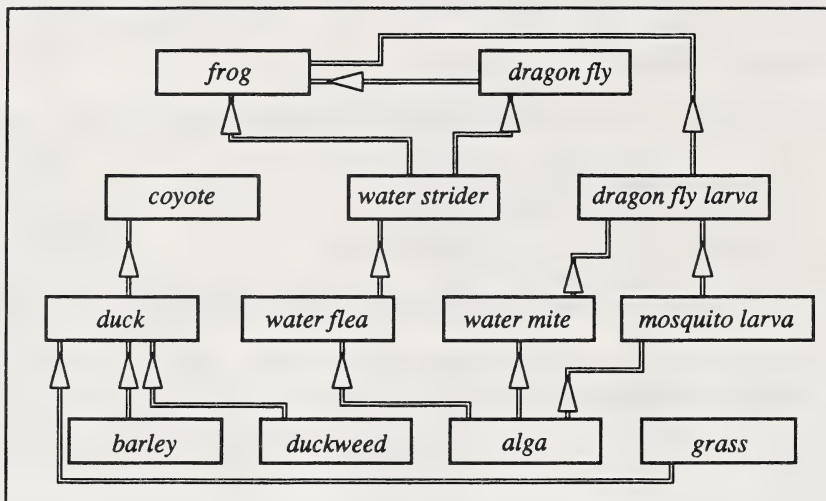 frog
dragon fly
coyote
water strider
dragon fly larva
duck
water flea
water mite
mosquito larva
barley
duckweed
alga
grass